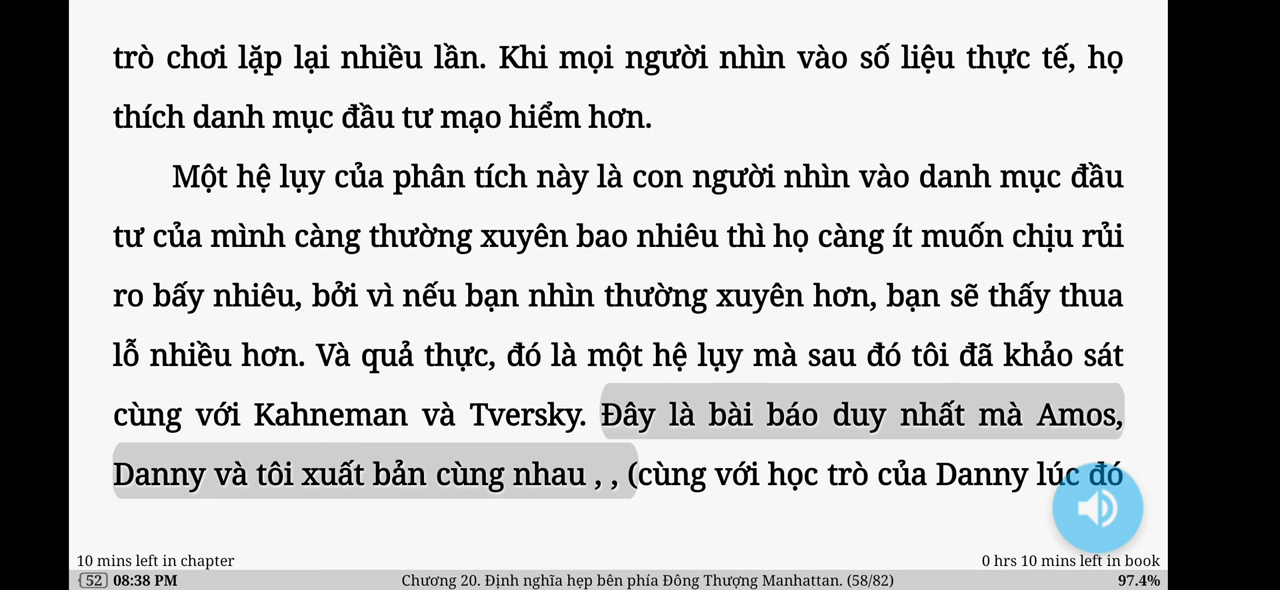 trò chơi lặp lại nhiều lần. Khi mọi người nhìn vào số liệu thực tế, họ
thích danh mục đầu tư mạo hiểm hơn.
Một hệ lụy của phân tích này là con người nhìn vào danh mục đầu
tư của mình càng thường xuyên bao nhiêu thì họ càng ít muốn chịu rủi
ro bấy nhiêu, bởi vì nếu bạn nhìn thường xuyên hơn, bạn sẽ thấy thua
lỗ nhiều hơn. Và quả thực, đó là một hệ lụy mà sau đó tôi đã khảo sát
cùng với Kahneman và Tversky. Đây là bài báo duy nhất mà Amos,
Danny và tôi xuất bản cùng nhau , , (cùng với học trò của Danny lúc đó
10 mins left in chapter 0 hrs 10 mins left in book
52 08:38 PM Chương 20. Định nghĩa hẹp bên phía Đông Thượng Manhattan. (58/82) 97.4%